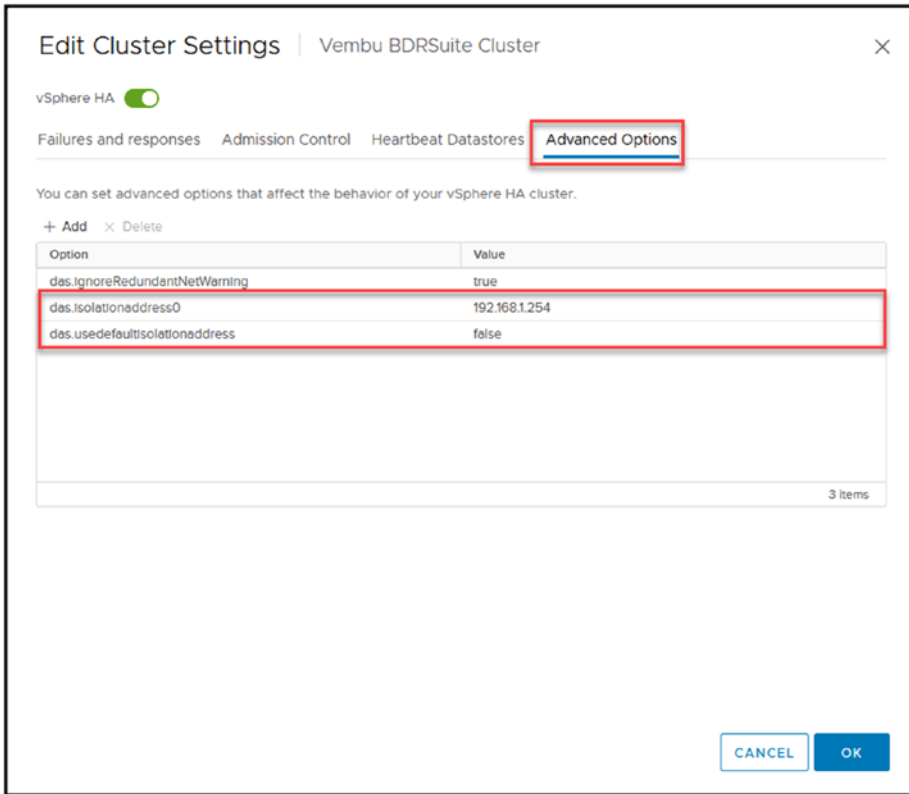 Edit Cluster Settings | Vembu BDRSuite Cluster
vSphere HA
Failures and responses Admission Control Heartbeat Datastores Advanced Options
You can set advanced options that affect the behavior of your vSphere HA cluster.
+ Add × Delete
Option Value
das.IgnoreRedundantNetWarning true
das.isolationaddress0 192.168.1.254
das.usedefaultisolationaddress false
3 items
CANCEL OK